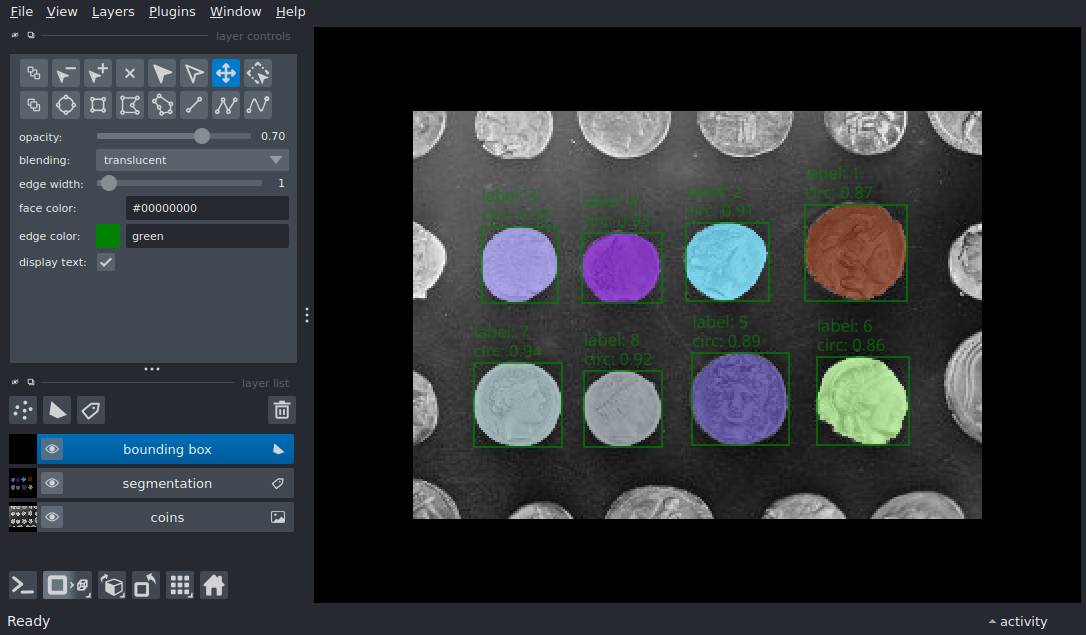 File View Layers Plugins Window Help
layer controls
opacity: 0.70
blending: translucent
edge width: 1
face color: #00000000
edge color: green
display text:
layer list
bounding box
segmentation
coins
label: 3
circ: 0.92
label: 4
circ: 0.93
label: 2
circ: 0.91
label: 1
circ: 0.87
label: 7
circ: 0.94
label: 8
circ: 0.92
label: 5
circ: 0.89
label: 6
circ: 0.86
Ready
activity